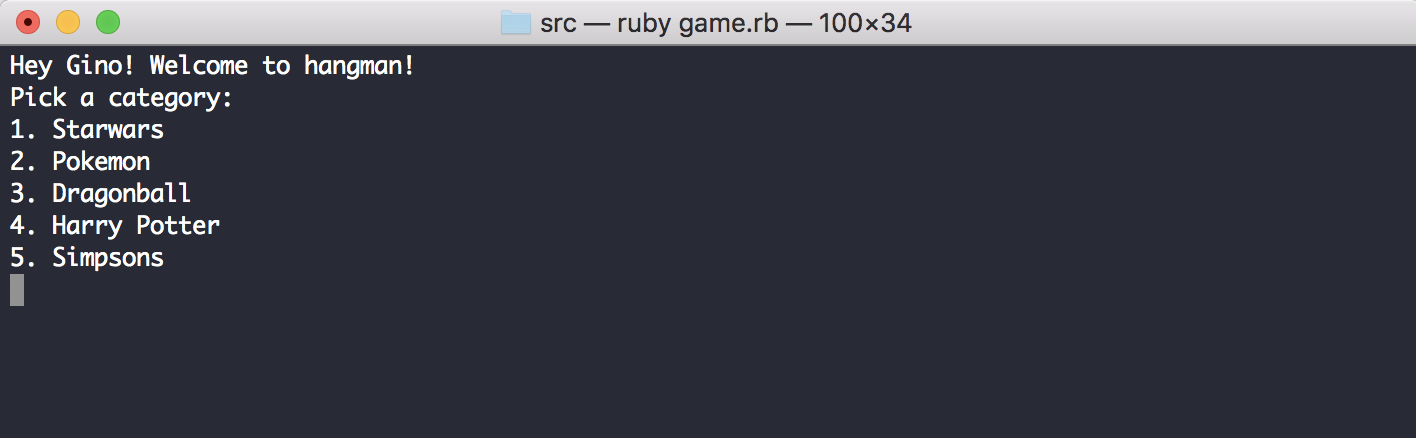 src — ruby game.rb — 100×34
Hey Gino! Welcome to hangman!
Pick a category:
1. Starwars
2. Pokemon
3. Dragonball
4. Harry Potter
5. Simpsons